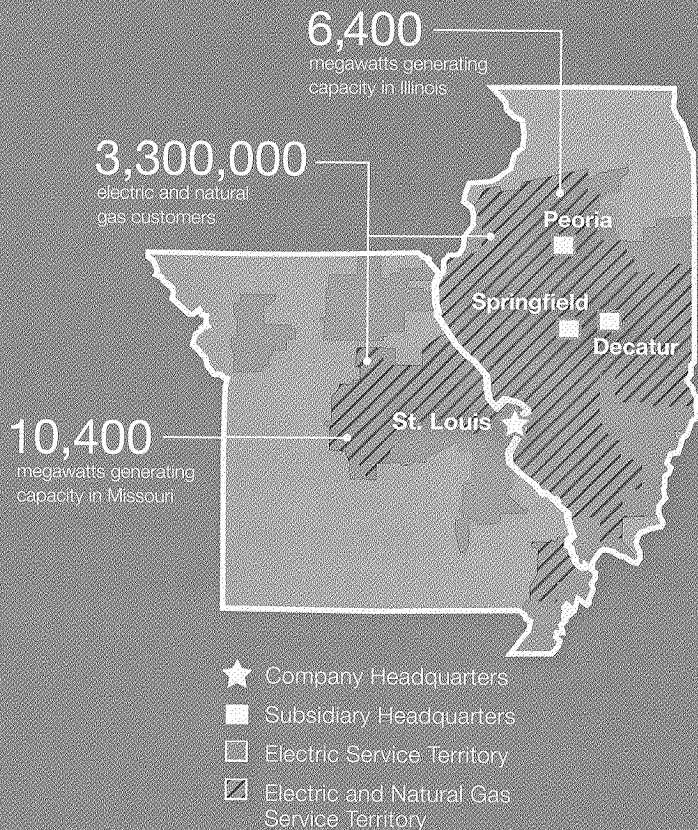 6,400
megawatts generating
capacity in Illinois
3,300,000
electric and natural
gas customers
Peoria
Springfield
Decatur
St. Louis
10,400
megawatts generating
capacity in Missouri
Company Headquarters
Subsidiary Headquarters
Electric Service Territory
Electric and Natural Gas
Service Territory